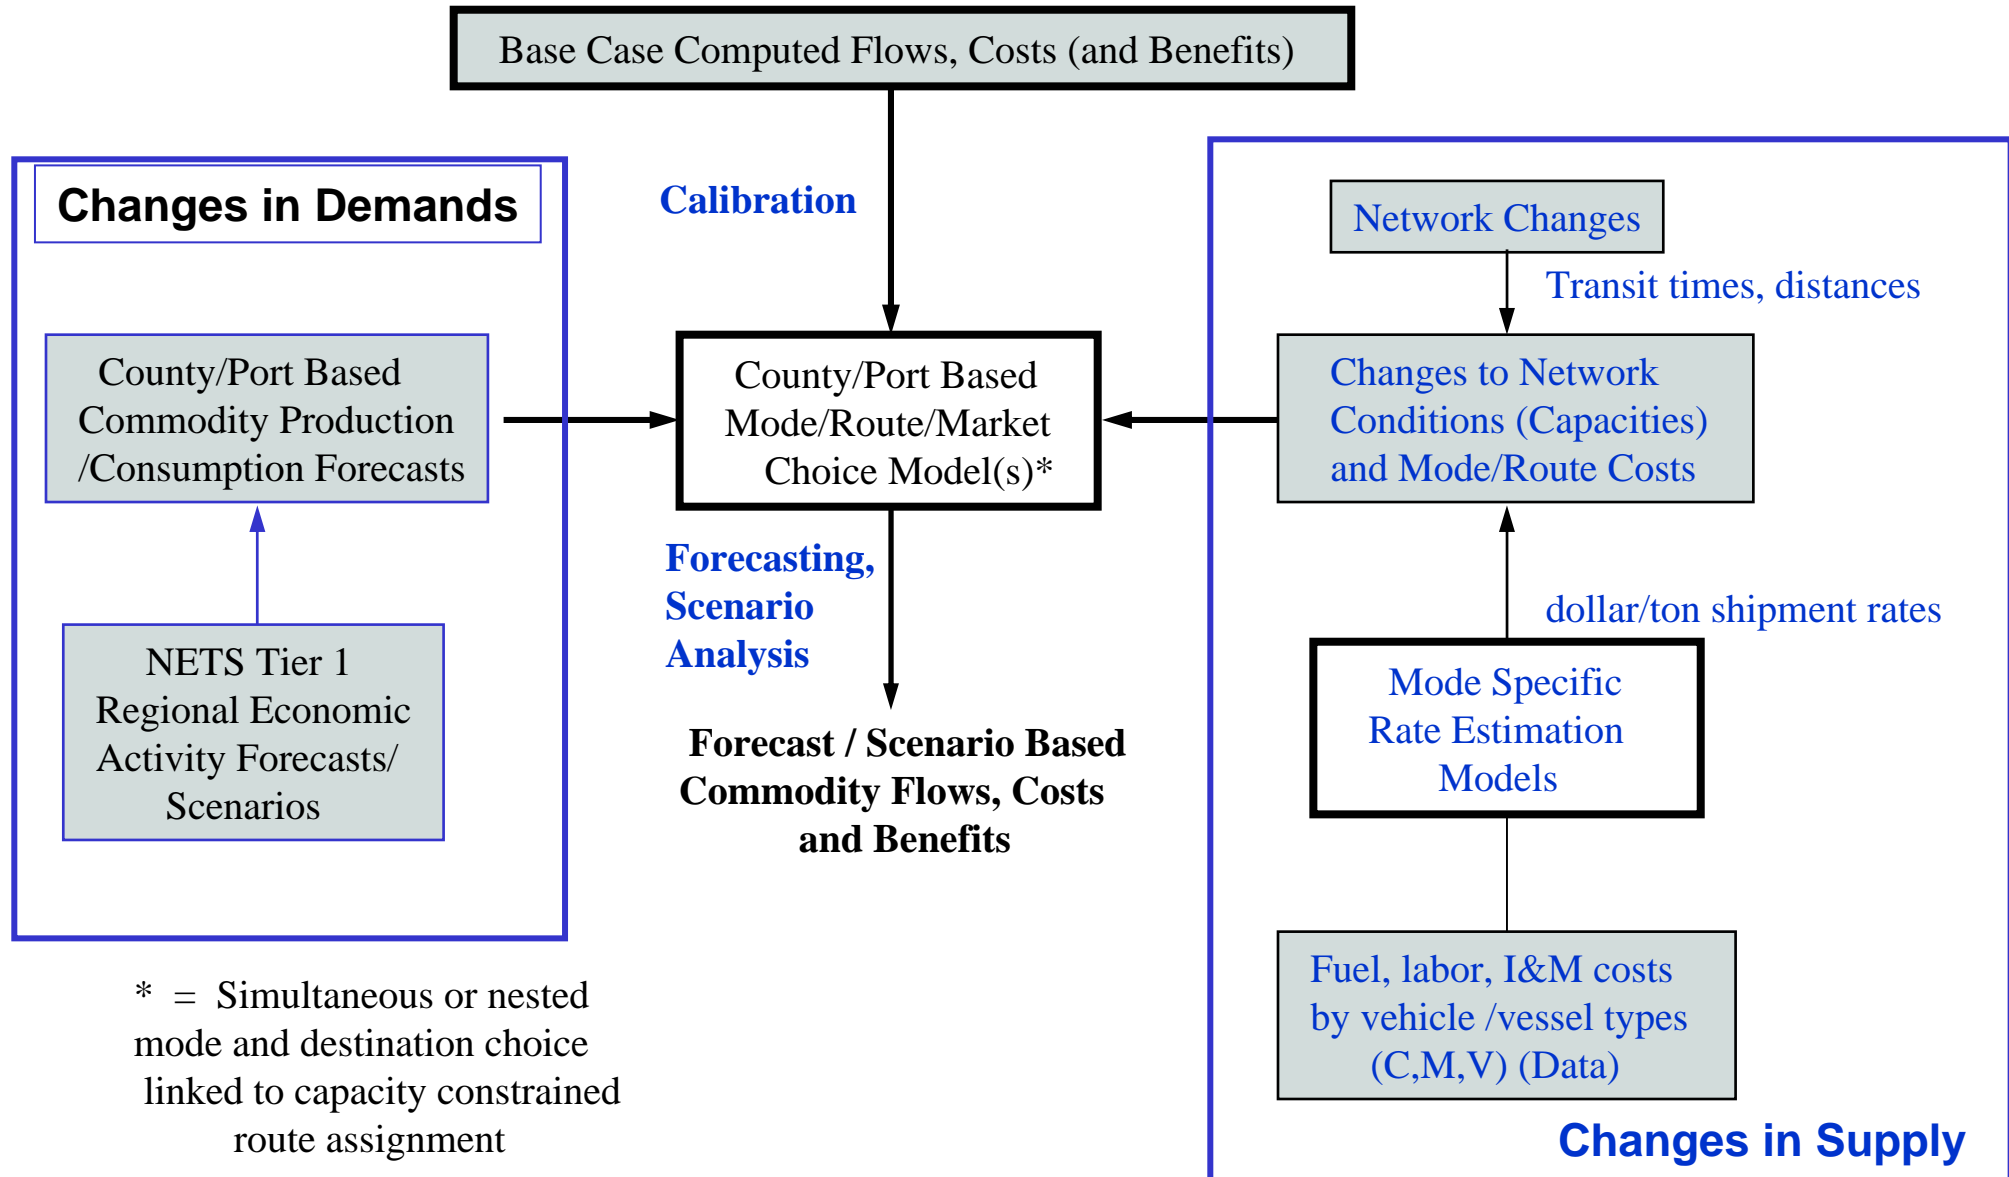 Base Case Computed Flows, Costs (and Benefits)
Changes in Demands
County/Port Based
Commodity Production
/Consumption Forecasts
NETS Tier 1
Regional Economic
Activity Forecasts/
Scenarios
* = Simultaneous or nested
mode and destination choice
linked to capacity constrained
route assignment
Calibration
County/Port Based
Mode/Route/Market
Choice Model(s)*
Forecasting,
Scenario
Analysis
Forecast / Scenario Based
Commodity Flows, Costs
and Benefits
Network Changes
Transit times, distances
Changes to Network
Conditions (Capacities)
and Mode/Route Costs
dollar/ton shipment rates
Mode Specific
Rate Estimation
Models
Fuel, labor, I&M costs
by vehicle /vessel types
(C,M,V) (Data)
Changes in Supply